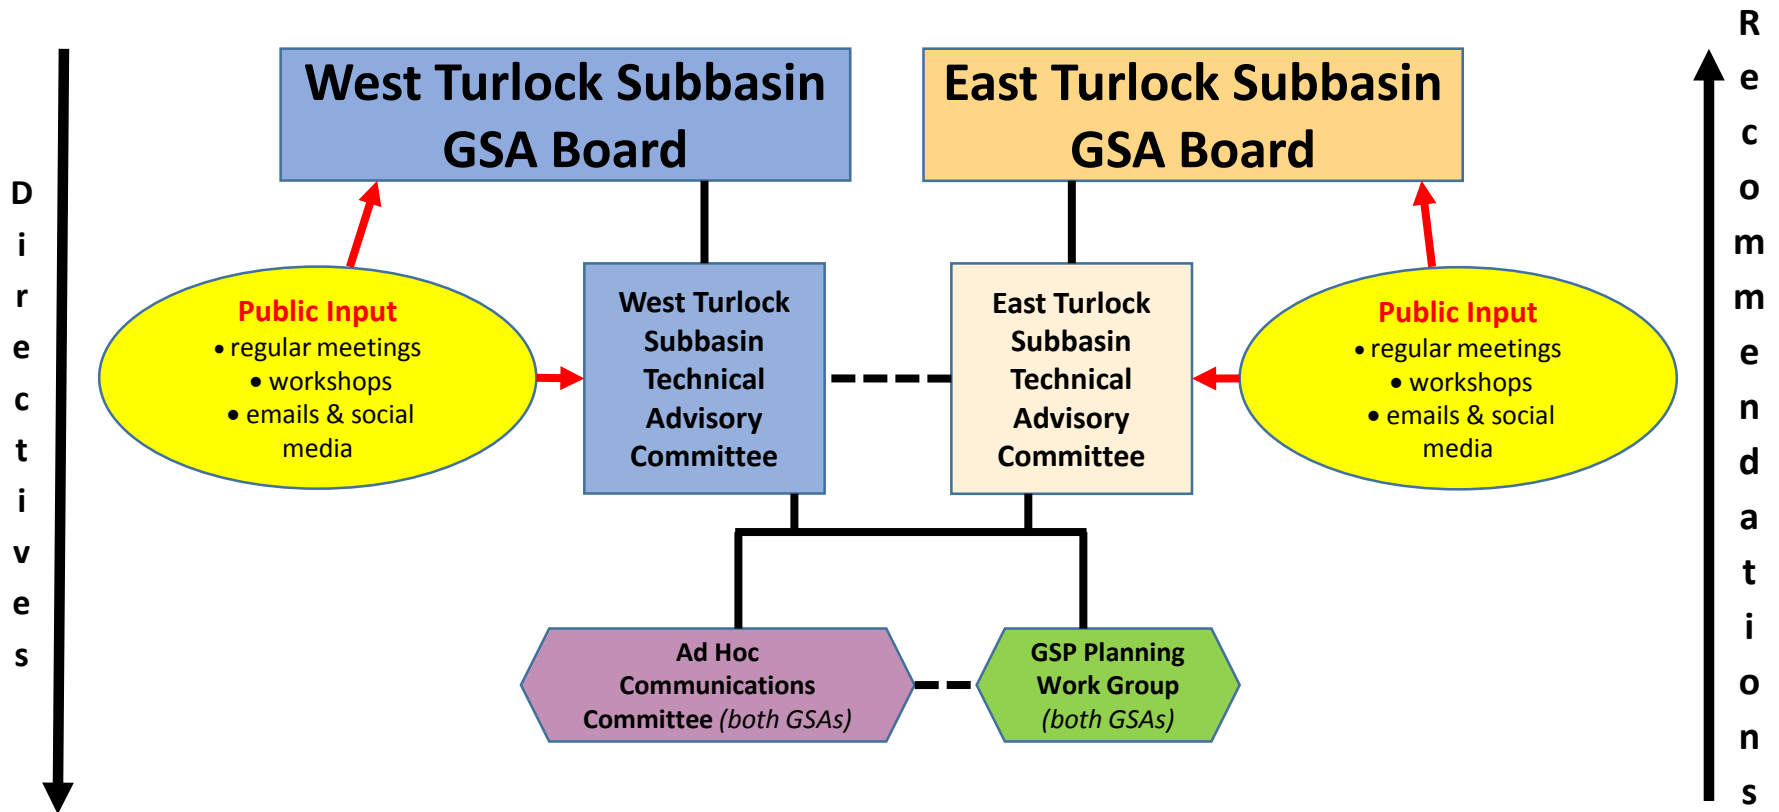 West Turlock Subbasin
GSA Board
East Turlock Subbasin
GSA Board
Directives
Recommendations
Public Input
• regular meetings
• workshops
• emails & social
media
West Turlock
Subbasin
Technical
Advisory
Committee
East Turlock
Subbasin
Technical
Advisory
Committee
Public Input
• regular meetings
• workshops
• emails & social
media
Ad Hoc
Communications
Committee (both GSAs)
GSP Planning
Work Group
(both GSAs)